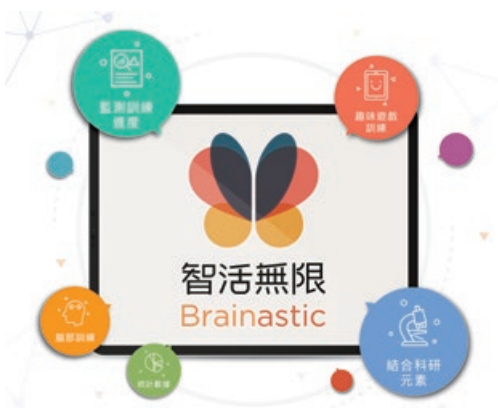 監測訓練
進度
趣味遊戲
訓練
智活無限
Brainastic
腦部訓練
統計數據
結合科研
元素